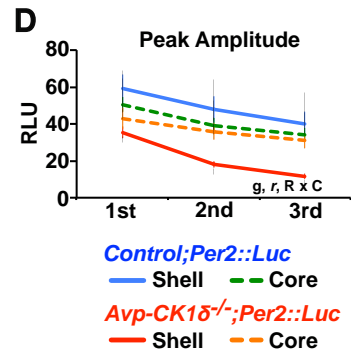 D
Peak Amplitude
80
60
40
20
0
RLU
g, r, R x C
1st 2nd 3rd
Control;Per2::Luc
Shell Core
Avp-CK1δ-/-;Per2::Luc
Shell Core